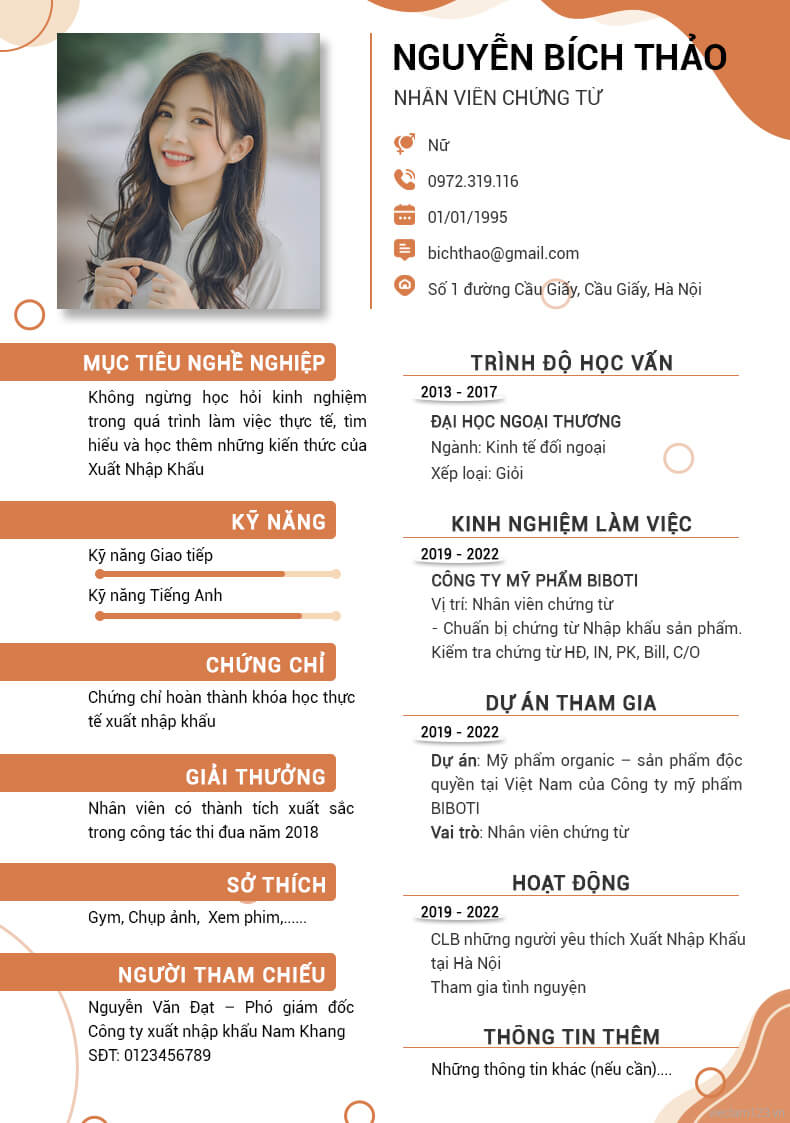 NGUYỄN BÍCH THẢO
NHÂN VIÊN CHỨNG TỪ
Nữ
0972.319.116
01/01/1995
bichthao@gmail.com
Số 1 đường Cầu Giấy, Cầu Giấy, Hà Nội
MỤC TIÊU NGHỀ NGHIỆP
Không ngừng học hỏi kinh nghiệm
trong quá trình làm việc thực tế, tìm
hiểu và học thêm những kiến thức của
Xuất Nhập Khẩu
KỸ NĂNG
Kỹ năng Giao tiếp
Kỹ năng Tiếng Anh
CHỨNG CHỈ
Chứng chỉ hoàn thành khóa học thực
tế xuất nhập khẩu
GIẢI THƯỞNG
Nhân viên có thành tích xuất sắc
trong công tác thi đua năm 2018
SỞ THÍCH
Gym, Chụp ảnh,  Xem phim,......
NGƯỜI THAM CHIẾU
Nguyễn Văn Đạt – Phó giám đốc
Công ty xuất nhập khẩu Nam Khang
SĐT: 0123456789
TRÌNH ĐỘ HỌC VẤN
2013 - 2017
ĐẠI HỌC NGOẠI THƯƠNG
Ngành: Kinh tế đối ngoại
Xếp loại: Giỏi
KINH NGHIỆM LÀM VIỆC
2019 - 2022
CÔNG TY MỸ PHẨM BIBOTI
Vị trí: Nhân viên chứng từ
- Chuẩn bị chứng từ Nhập khẩu sản phẩm.
Kiểm tra chứng từ HĐ, IN, PK, Bill, C/O
DỰ ÁN THAM GIA
2019 - 2022
Dự án: Mỹ phẩm organic – sản phẩm độc
quyền tại Việt Nam của Công ty mỹ phẩm
BIBOTI
Vai trò: Nhân viên chứng từ
HOẠT ĐỘNG
2019 - 2022
CLB những người yêu thích Xuất Nhập Khẩu
tại Hà Nội
Tham gia tình nguyện
THÔNG TIN THÊM
Những thông tin khác (nếu cần)....